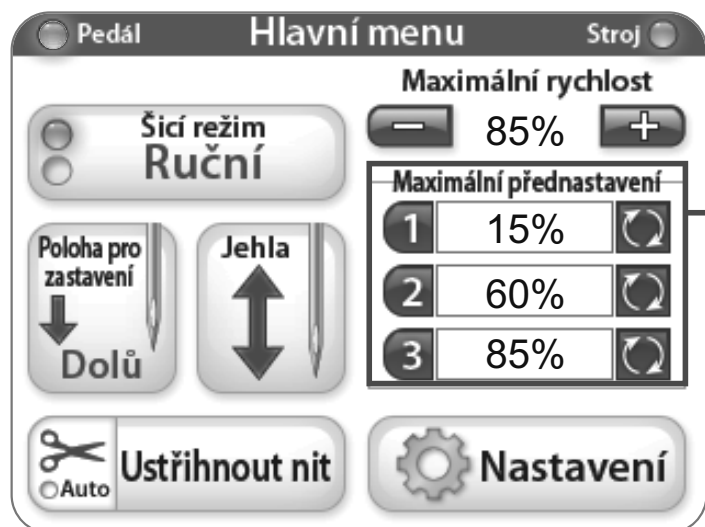 Pedál
Hlavní menu
Stroj
Maximální rychlost
85%
Šicí režim
Ruční
Maximální přednastavení
1 15%
2 60%
3 85%
Poloha pro
zastavení
Dolů
Jehla
Auto
Ustřihnout nit
Nastavení